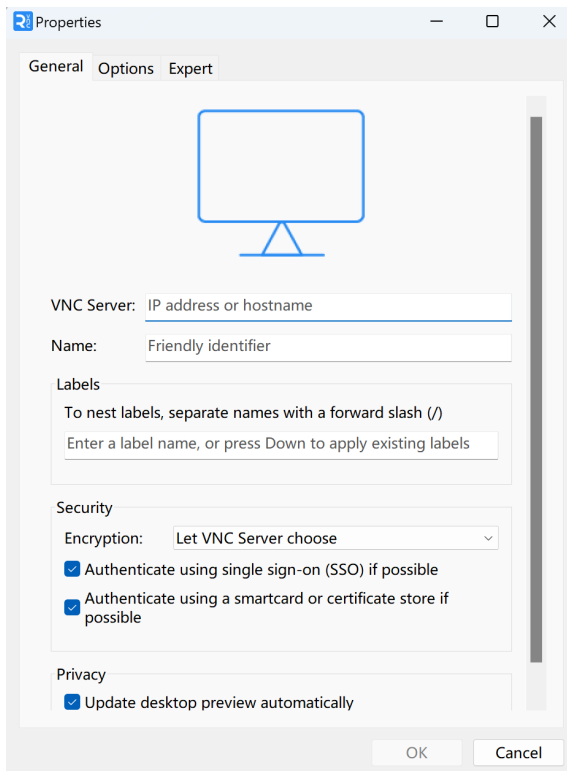 Properties
General Options Expert
VNC Server: IP address or hostname
Name: Friendly identifier
Labels
To nest labels, separate names with a forward slash (/)
Enter a label name, or press Down to apply existing labels
Security
Encryption: Let VNC Server choose
Authenticate using single sign-on (SSO) if possible
Authenticate using a smartcard or certificate store if
possible
Privacy
Update desktop preview automatically
OK Cancel